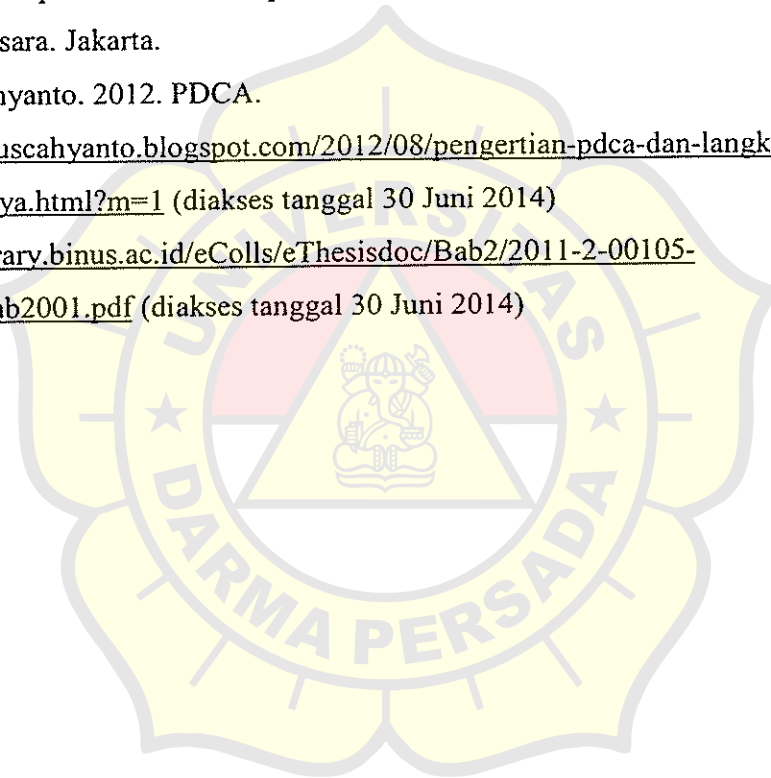 sara. Jakarta.
nyanto. 2012. PDCA.
uscahyanto.blogspot.com/2012/08/pengertian-pdca-dan-langk
ya.html?m=1 (diakses tanggal 30 Juni 2014)
rary.binus.ac.id/eColls/eThesisdoc/Bab2/2011-2-00105-
ab2001.pdf (diakses tanggal 30 Juni 2014)
UNIVERSITAS
DARMA PERSADA